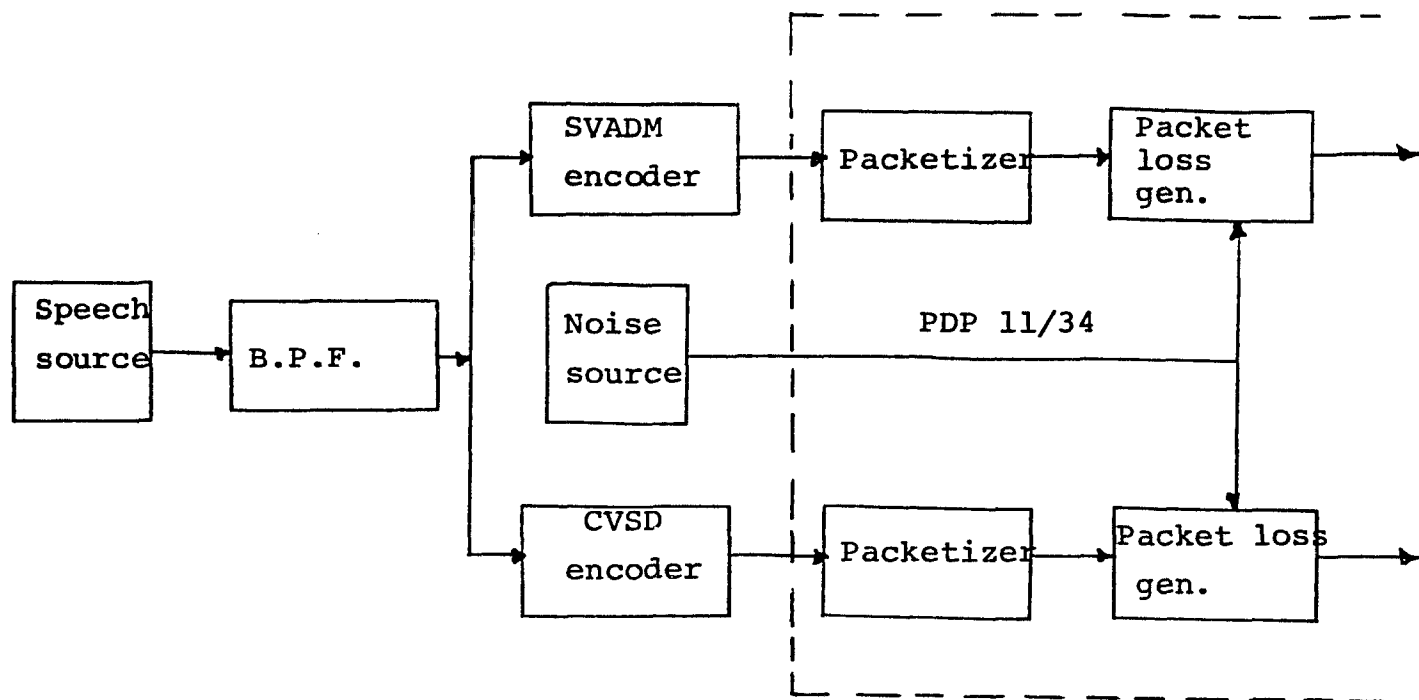 SVADM
encoder
Packetizer
Packet
loss
gen.
Speech
source
B.P.F.
Noise
source
PDP 11/34
CVSD
encoder
Packetizer
Packet loss
gen.